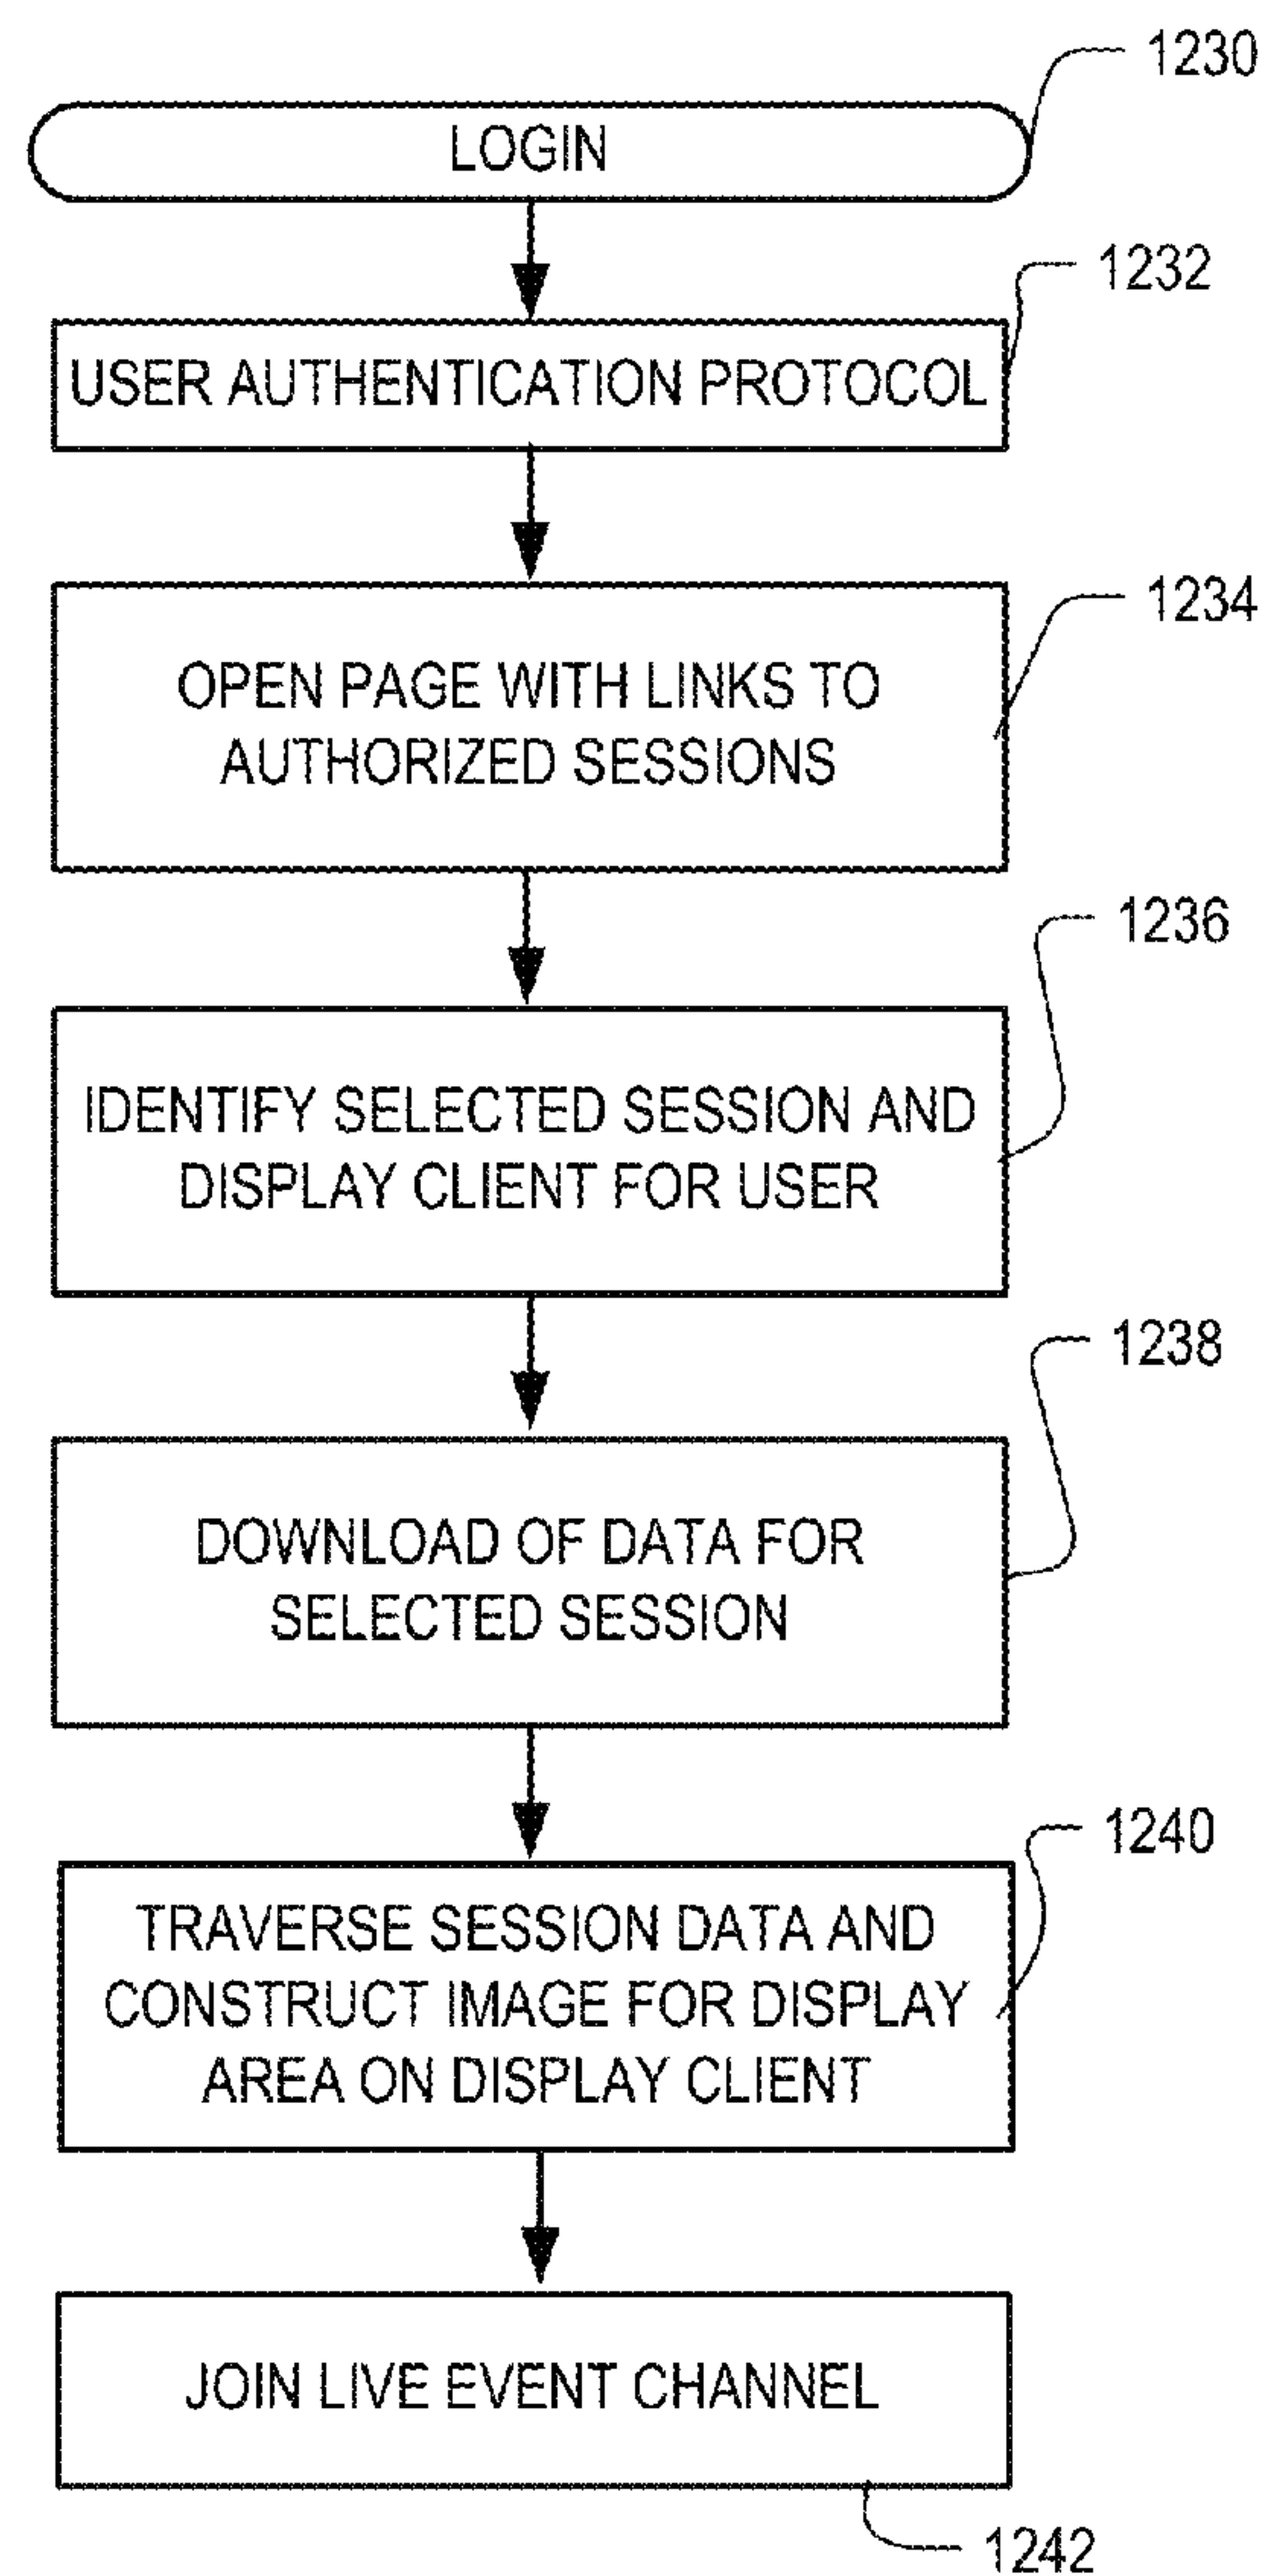 1230
LOGIN
1232
USER AUTHENTICATION PROTOCOL
1234
OPEN PAGE WITH LINKS TO
AUTHORIZED SESSIONS
1236
IDENTIFY SELECTED SESSION AND
DISPLAY CLIENT FOR USER
1238
DOWNLOAD OF DATA FOR
SELECTED SESSION
1240
TRAVERSE SESSION DATA AND
CONSTRUCT IMAGE FOR DISPLAY
AREA ON DISPLAY CLIENT
JOIN LIVE EVENT CHANNEL
1242